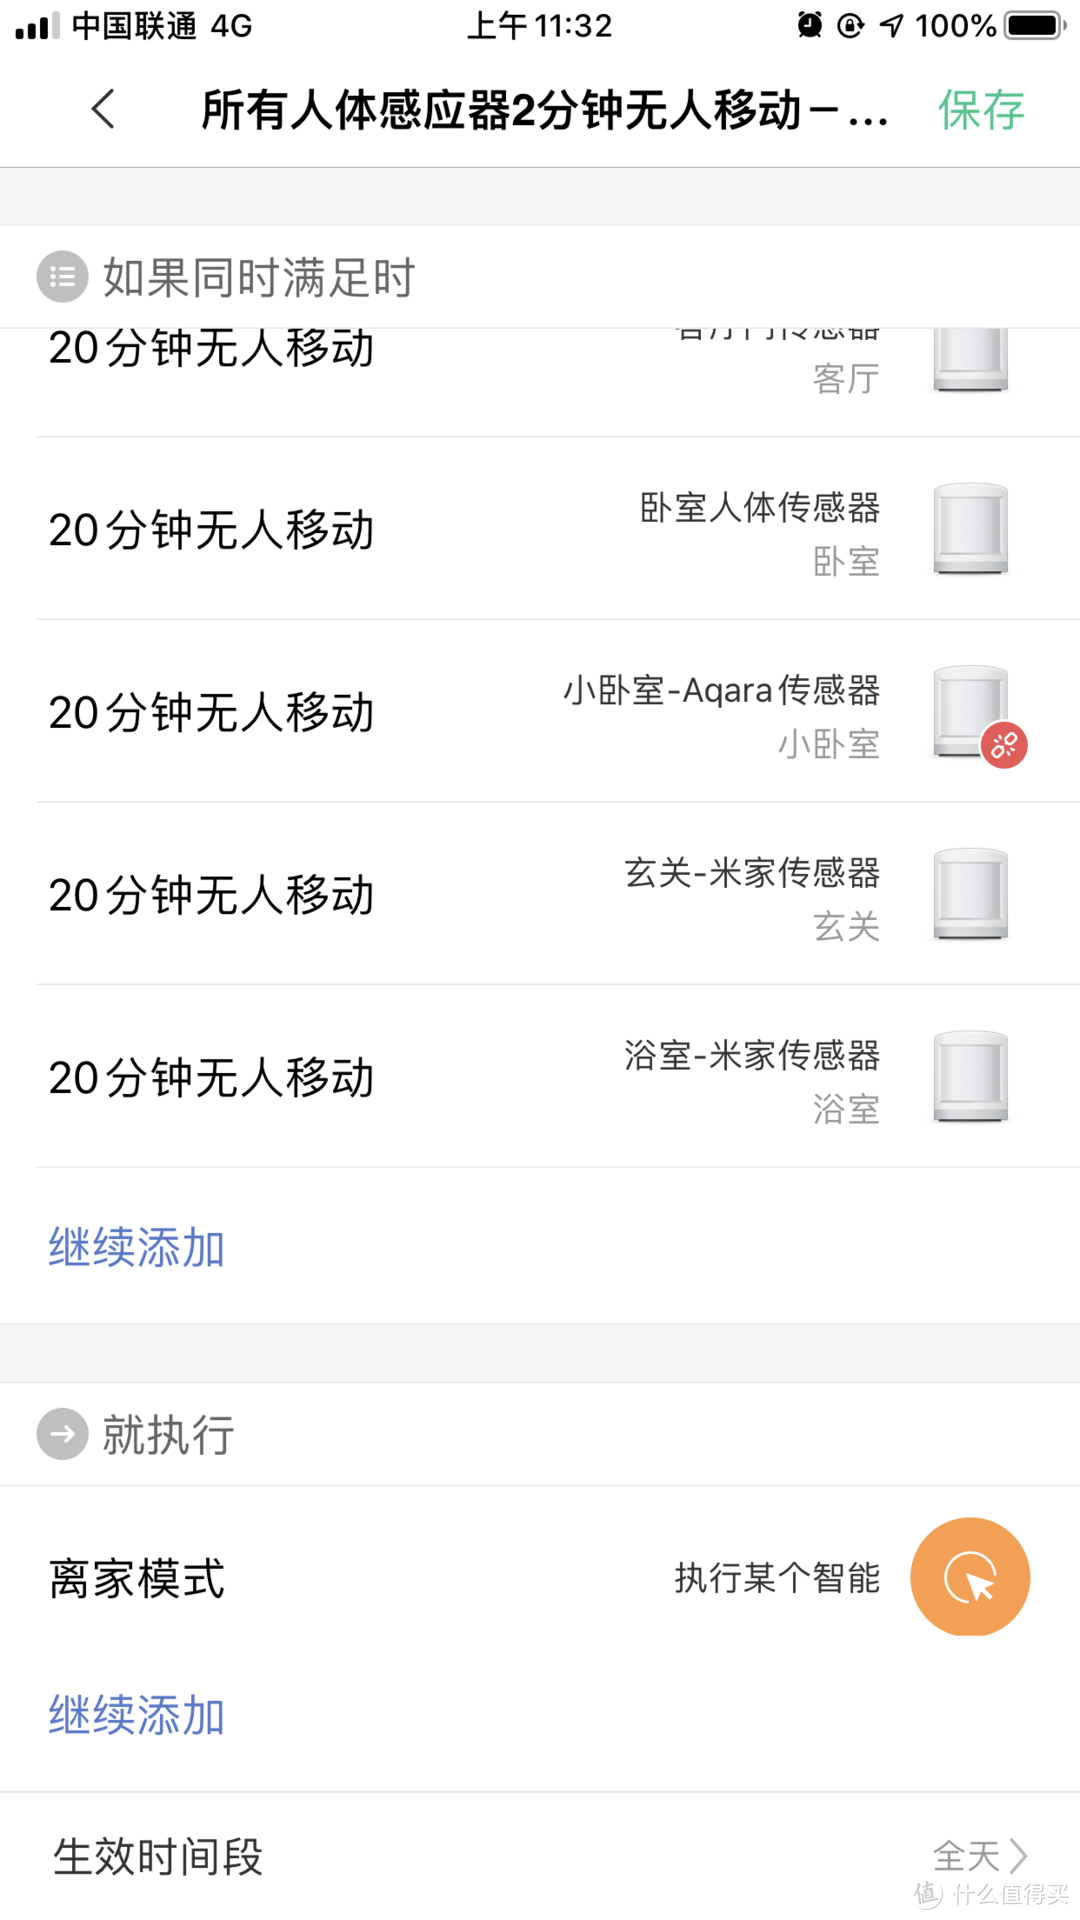 中国联通 4G 上午11:32 100%
所有人体感应器2分钟无人移动－... 保存
如果同时满足时
20分钟无人移动
客厅
卧室人体传感器
20分钟无人移动
卧室
小卧室-Aqara传感器
20分钟无人移动
小卧室
玄关-米家传感器
20分钟无人移动
玄关
浴室-米家传感器
20分钟无人移动
浴室
继续添加
就执行
离家模式 执行某个智能
继续添加
生效时间段 全天
值 什么值得买